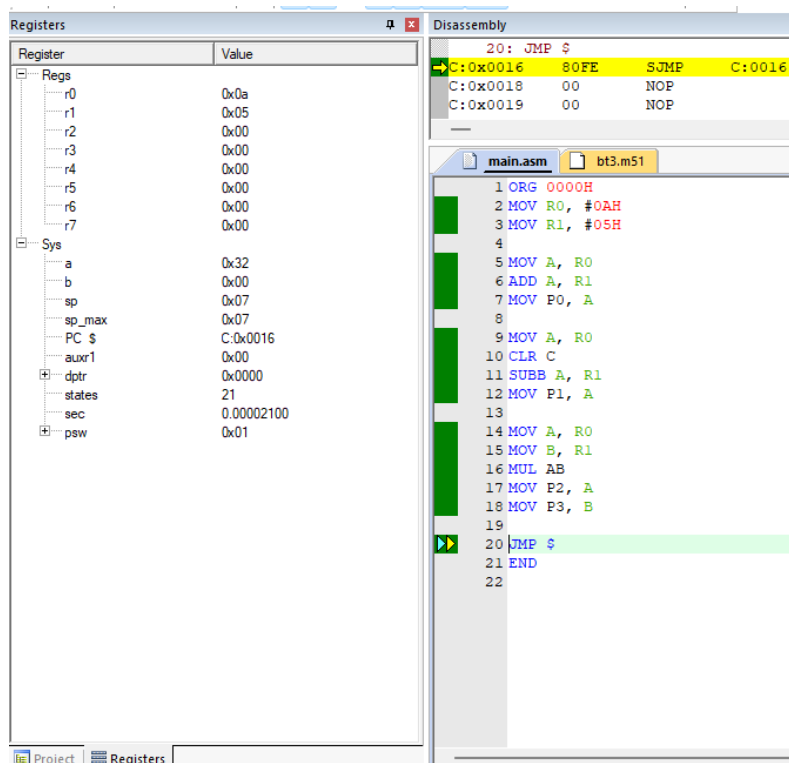 Registers
Register Value
Regs
r0 0x0a
r1 0x05
r2 0x00
r3 0x00
r4 0x00
r5 0x00
r6 0x00
r7 0x00
Sys
a 0x32
b 0x00
sp 0x07
sp_max 0x07
PC $ C:0x0016
auxr1 0x00
dptr 0x0000
states 21
sec 0.00002100
psw 0x01
Project Registers
Disassembly
20: JMP $
C:0x0016 80FE SJMP C:0016
C:0x0018 00 NOP
C:0x0019 00 NOP
main.asm bt3.m51
1 ORG 0000H
2 MOV R0, #0AH
3 MOV R1, #05H
4
5 MOV A, R0
6 ADD A, R1
7 MOV P0, A
8
9 MOV A, R0
10 CLR C
11 SUBB A, R1
12 MOV P1, A
13
14 MOV A, R0
15 MOV B, R1
16 MUL AB
17 MOV P2, A
18 MOV P3, B
19
20 JMP $
21 END
22